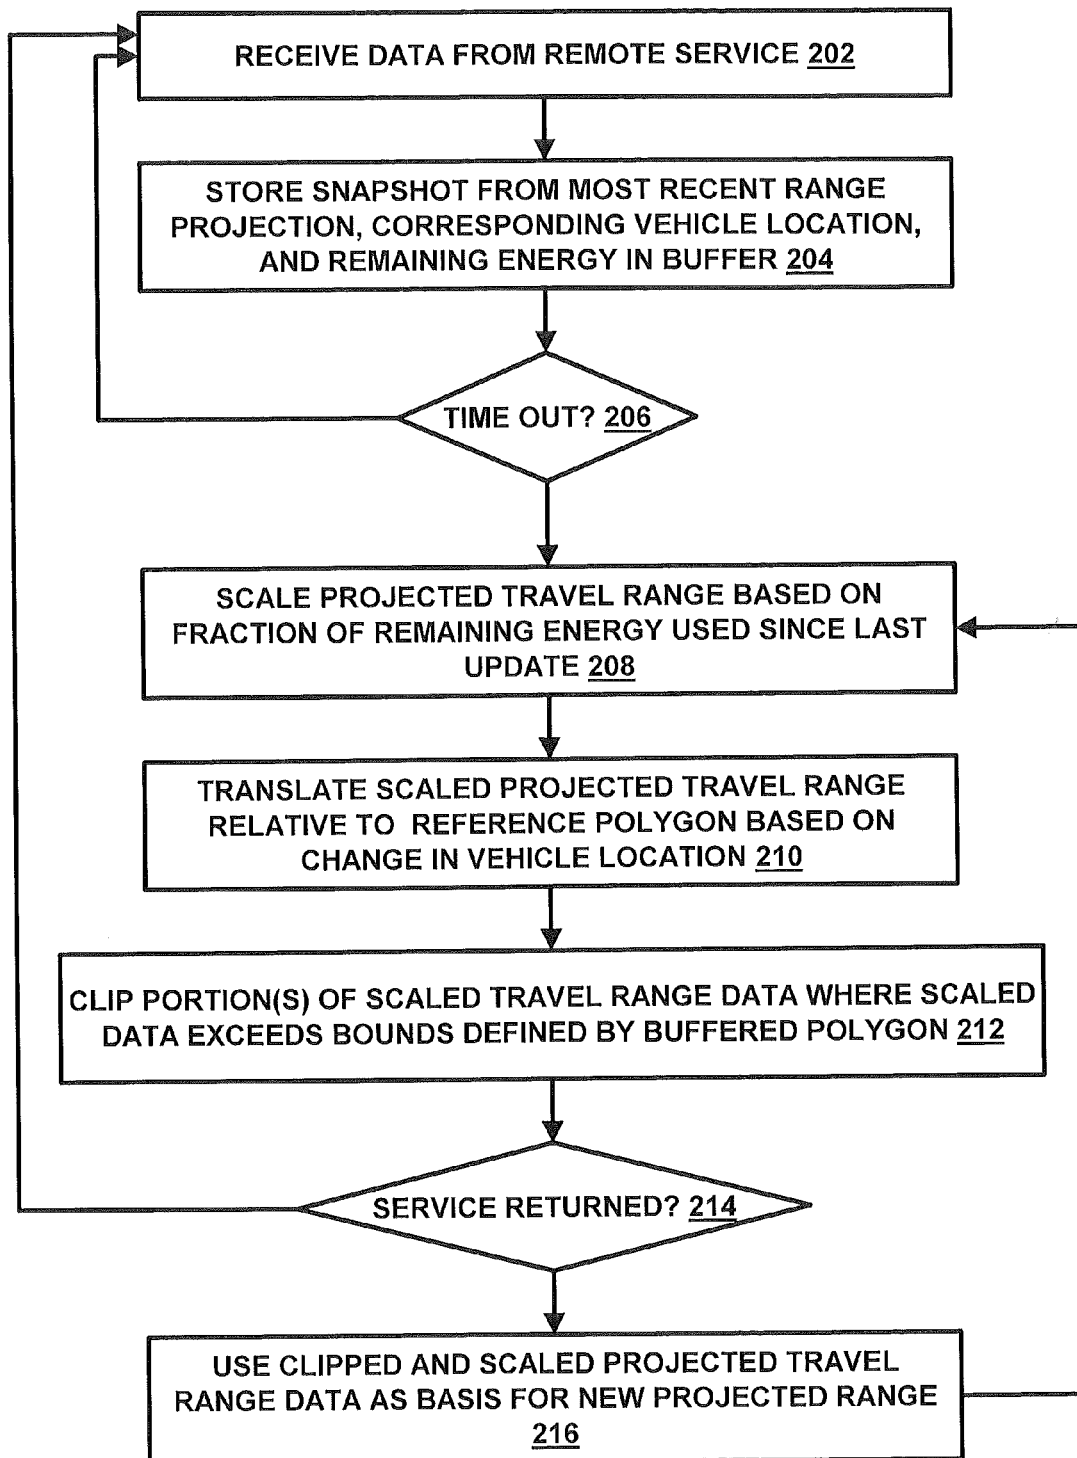 RECEIVE DATA FROM REMOTE SERVICE 202
STORE SNAPSHOT FROM MOST RECENT RANGE
PROJECTION, CORRESPONDING VEHICLE LOCATION,
AND REMAINING ENERGY IN BUFFER 204
TIME OUT? 206
SCALE PROJECTED TRAVEL RANGE BASED ON
FRACTION OF REMAINING ENERGY USED SINCE LAST
UPDATE 208
TRANSLATE SCALED PROJECTED TRAVEL RANGE
RELATIVE TO REFERENCE POLYGON BASED ON
CHANGE IN VEHICLE LOCATION 210
CLIP PORTION(S) OF SCALED TRAVEL RANGE DATA WHERE SCALED
DATA EXCEEDS BOUNDS DEFINED BY BUFFERED POLYGON 212
SERVICE RETURNED? 214
USE CLIPPED AND SCALED PROJECTED TRAVEL
RANGE DATA AS BASIS FOR NEW PROJECTED RANGE
216